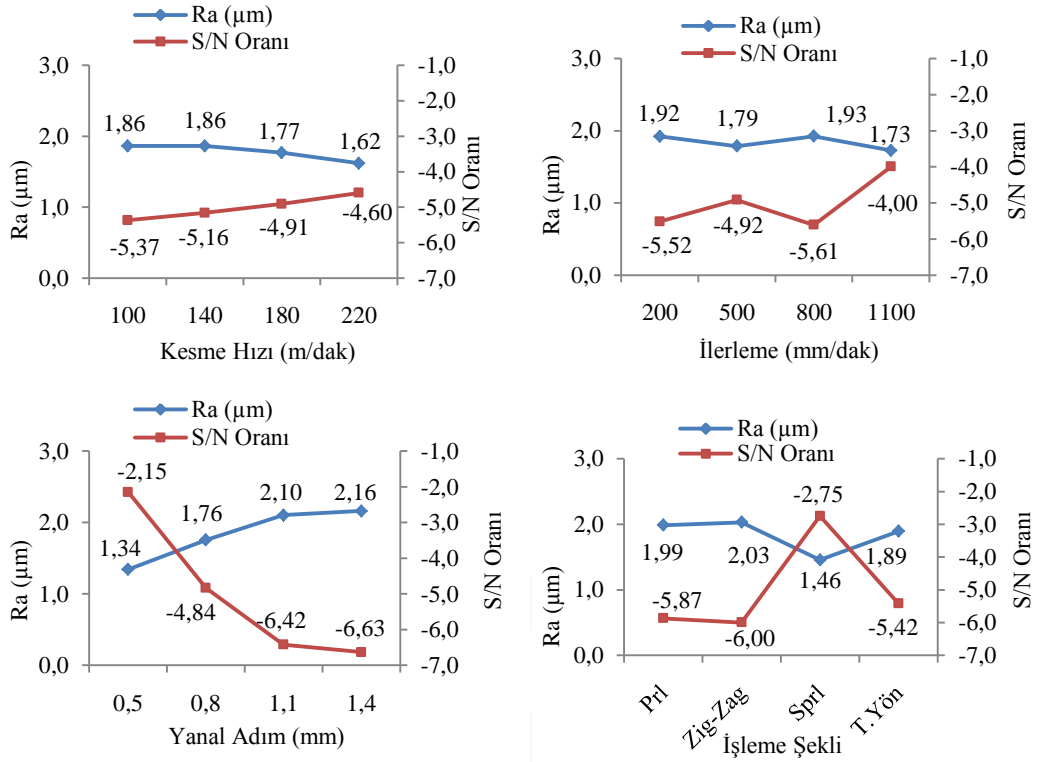 Ra (µm)
S/N Oranı
3,0
2,0
1,0
0,0
Ra (µm)
1,86
1,86
1,77
1,62
-5,37
-5,16
-4,91
-4,60
-1,0
-2,0
-3,0
-4,0
-5,0
-6,0
-7,0
S/N Oranı
100 140 180 220
Kesme Hızı (m/dak)
Ra (µm)
S/N Oranı
3,0
2,0
1,0
0,0
Ra (µm)
1,92
1,79
1,93
1,73
-5,52
-4,92
-5,61
-4,00
-1,0
-2,0
-3,0
-4,0
-5,0
-6,0
-7,0
S/N Oranı
200 500 800 1100
İlerleme (mm/dak)
Ra (µm)
S/N Oranı
3,0
2,0
1,0
0,0
Ra (µm)
-2,15
1,34
1,76
2,10
2,16
-4,84
-6,42
-6,63
-1,0
-2,0
-3,0
-4,0
-5,0
-6,0
-7,0
S/N Oranı
0,5 0,8 1,1 1,4
Yanal Adım (mm)
Ra (µm)
S/N Oranı
3,0
2,0
1,0
0,0
Ra (µm)
1,99
2,03
1,46
1,89
-5,87
-6,00
-2,75
-5,42
-1,0
-2,0
-3,0
-4,0
-5,0
-6,0
-7,0
S/N Oranı
Prl
Zig-Zag
Sprl
T.Yön
İşleme Şekli